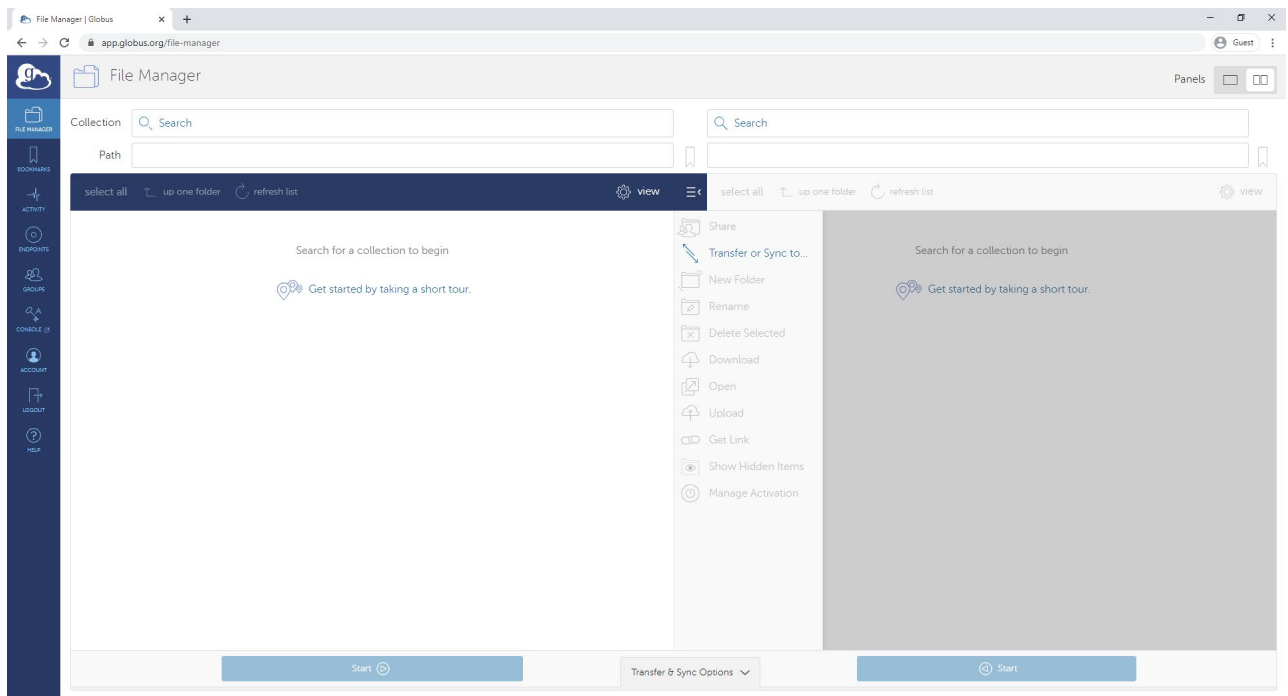 File Manager | Globus
app.globus.org/file-manager
Guest
g
File Manager
Panels
FILE MANAGER
BOOKMARKS
ACTIVITY
ENDPOINTS
GROUPS
CONSOLE
ACCOUNT
LOGOUT
HELP
Collection
Search
Search
Path
select all up one folder refresh list view
select all up one folder refresh list view
Search for a collection to begin
Get started by taking a short tour.
Share
Transfer or Sync to...
New Folder
Rename
Delete Selected
Download
Open
Upload
Get Link
Show Hidden Items
Manage Activation
Search for a collection to begin
Get started by taking a short tour.
Start
Transfer & Sync Options
Start